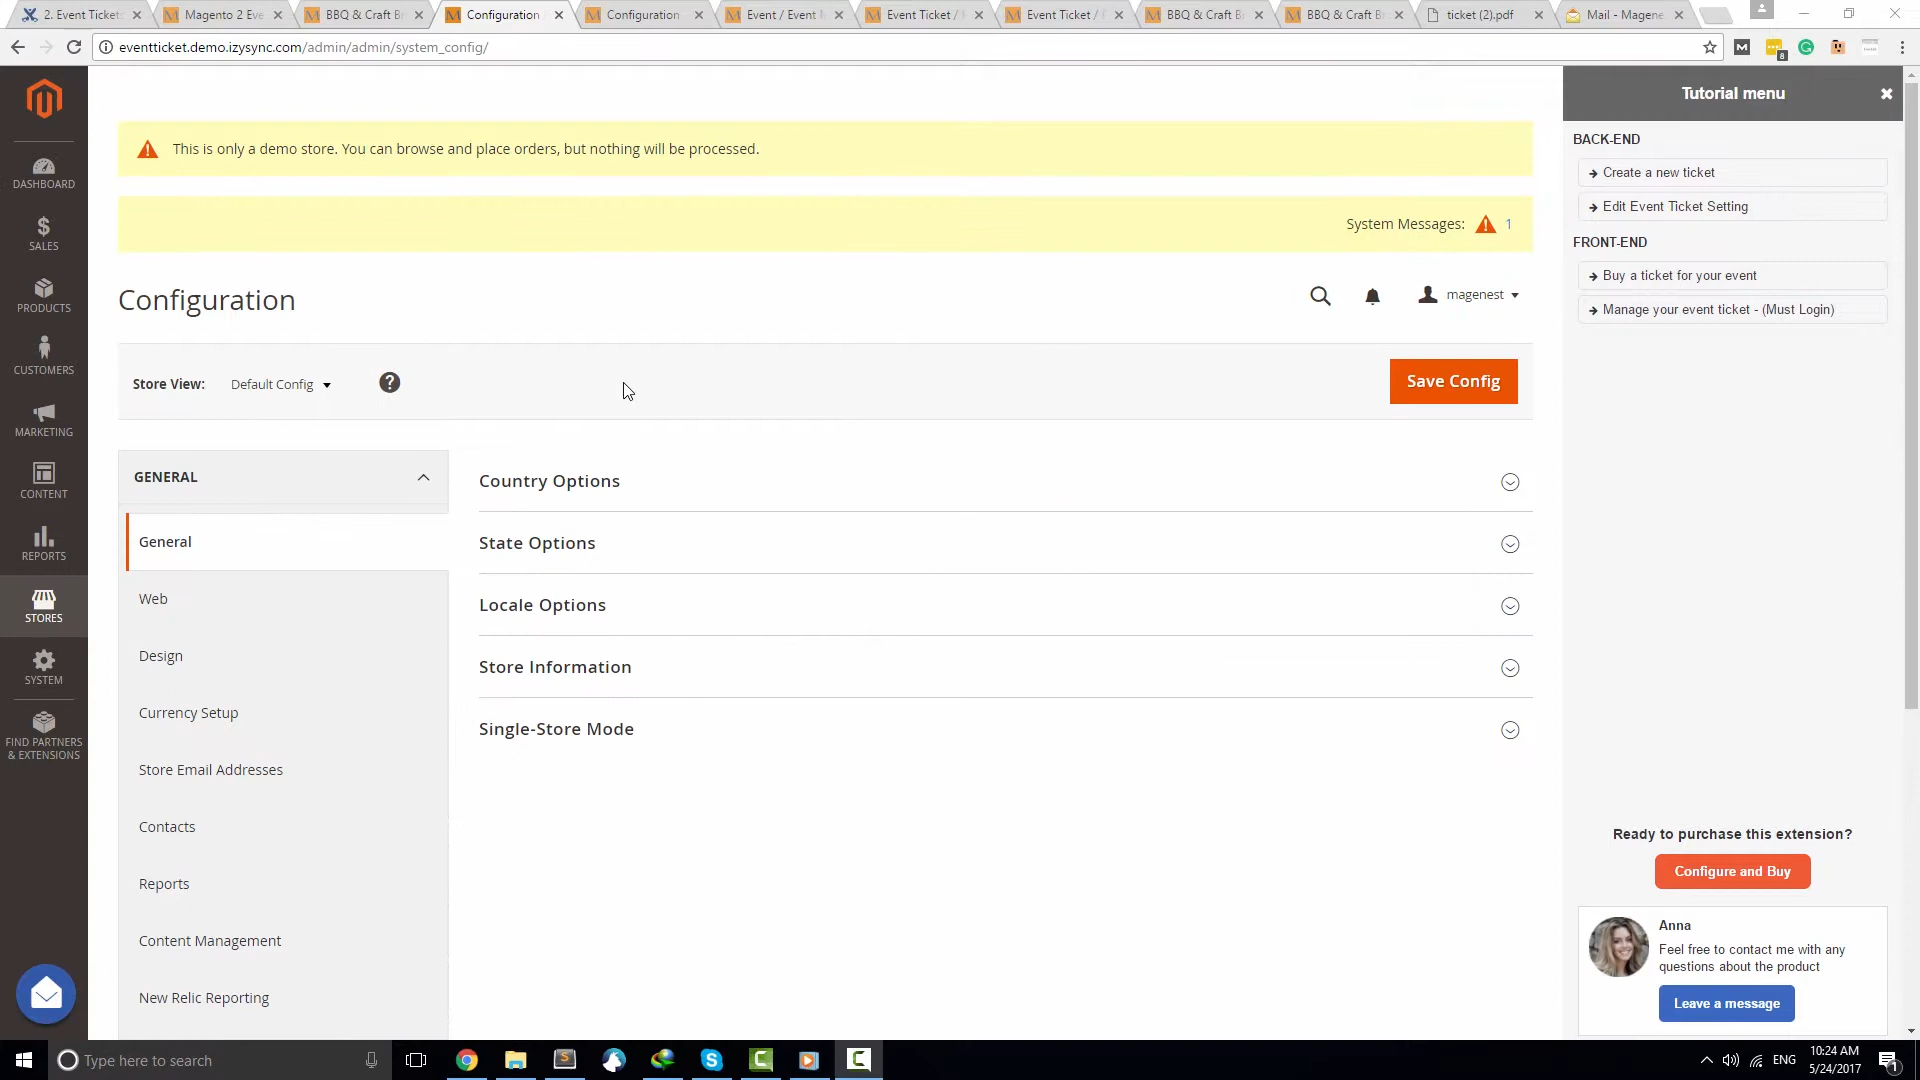 2. Event Tickets
Magento 2 Eve
BBQ & Craft Br
Configuration
Configuration
Event / Event
Event Ticket /
Event Ticket /
BBQ & Craft Br
BBQ & Craft Br
ticket (2).pdf
Mail - Magene
eventticket.demo.izysync.com/admin/admin/system_config/
8
DASHBOARD
SALES
PRODUCTS
CUSTOMERS
MARKETING
CONTENT
REPORTS
STORES
SYSTEM
FIND PARTNERS
& EXTENSIONS
This is only a demo store. You can browse and place orders, but nothing will be processed.
System Messages: 1
Configuration
magenest
Store View: Default Config ?
Save Config
GENERAL
General
Web
Design
Currency Setup
Store Email Addresses
Contacts
Reports
Content Management
New Relic Reporting
Country Options
State Options
Locale Options
Store Information
Single-Store Mode
Tutorial menu
BACK-END
Create a new ticket
Edit Event Ticket Setting
FRONT-END
Buy a ticket for your event
Manage your event ticket - (Must Login)
Ready to purchase this extension?
Configure and Buy
Anna
Feel free to contact me with any
questions about the product
Leave a message
Type here to search
ENG
10:24 AM
5/24/2017
1